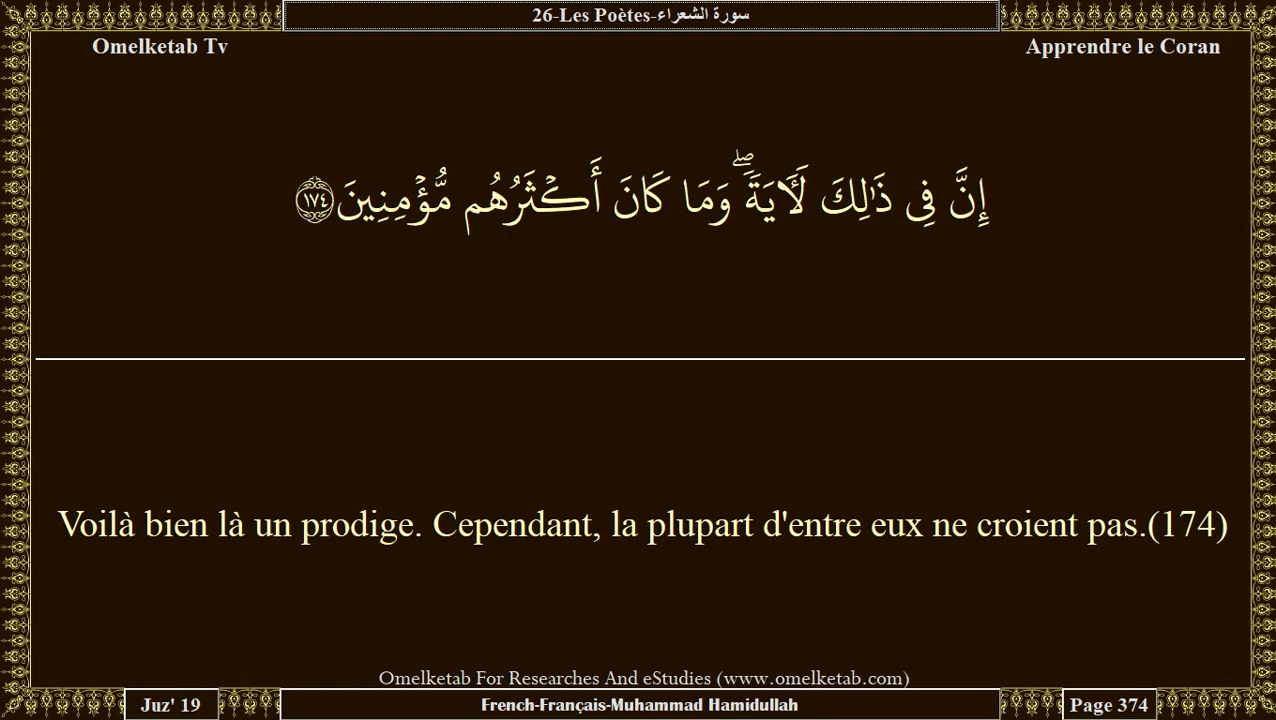 26-Les Poètes-سورة الشعراء
Omelketab Tv
Apprendre le Coran
إِنَّ فِى ذَٰلِكَ لَـَٔايَةًۖ وَمَا كَانَ أَكْثَرُهُم مُّؤْمِنِينَ ١٧٤
Voilà bien là un prodige. Cependant, la plupart d'entre eux ne croient pas.(174)
Omelketab For Researches And eStudies (www.omelketab.com)
Juz' 19
French-Français-Muhammad Hamidullah
Page 374